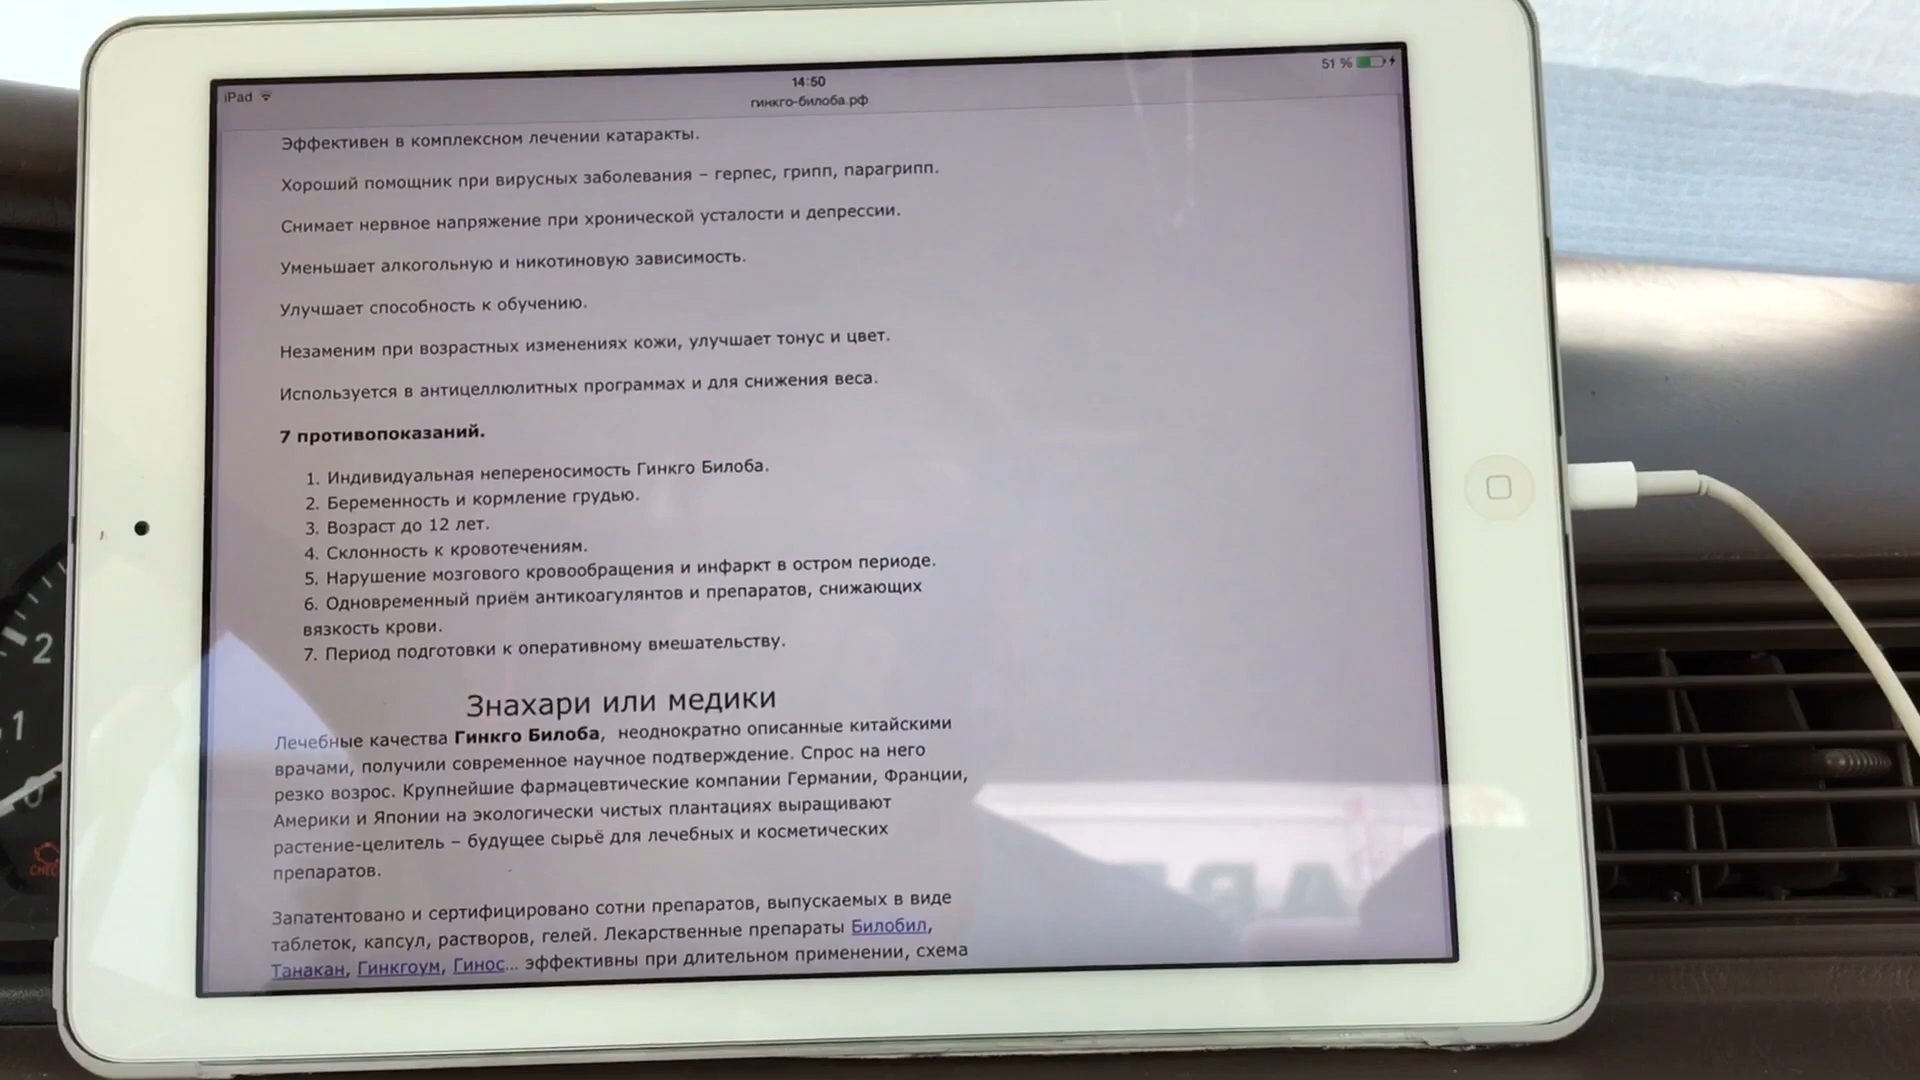 iPad
14:50
51 %
гинкго-билоба.рф
Эффективен в комплексном лечении катаракты.
Хороший помощник при вирусных заболевания – герпес, грипп, парагрипп.
Снимает нервное напряжение при хронической усталости и депрессии.
Уменьшает алкогольную и никотиновую зависимость.
Улучшает способность к обучению.
Незаменим при возрастных изменениях кожи, улучшает тонус и цвет.
Используется в антицеллюлитных программах и для снижения веса.
7 противопоказаний.
1. Индивидуальная непереносимость Гинкго Билоба.
2. Беременность и кормление грудью.
3. Возраст до 12 лет.
4. Склонность к кровотечениям.
5. Нарушение мозгового кровообращения и инфаркт в остром периоде.
6. Одновременный приём антикоагулянтов и препаратов, снижающих
вязкость крови.
7. Период подготовки к оперативному вмешательству.
Знахари или медики
Лечебные качества Гинкго Билоба, неоднократно описанные китайскими
врачами, получили современное научное подтверждение. Спрос на него
резко возрос. Крупнейшие фармацевтические компании Германии, Франции,
Америки и Японии на экологически чистых плантациях выращивают
растение-целитель – будущее сырьё для лечебных и косметических
препаратов.
Запатентовано и сертифицировано сотни препаратов, выпускаемых в виде
таблеток, капсул, растворов, гелей. Лекарственные препараты Билобил,
Танакан, Гинкгоум, Гинос... эффективны при длительном применении, схема
2
1
0